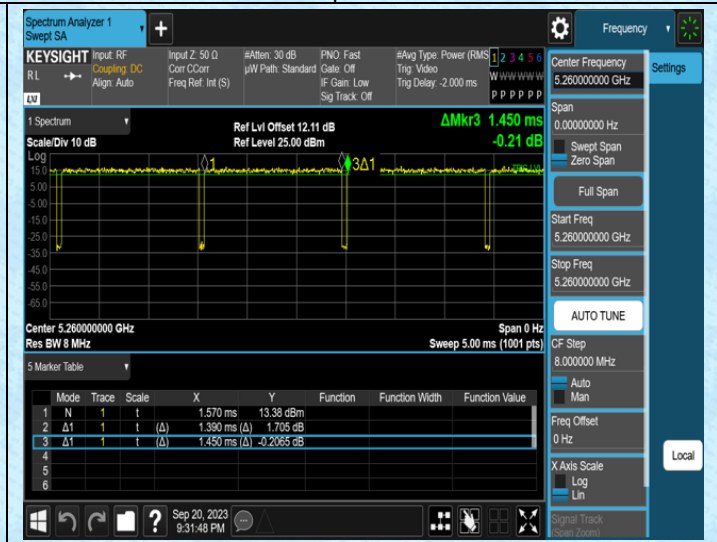 Spectrum Analyzer 1
Swept SA
+
Frequency
KEYSIGHT
RL
LXI
Input: RF
Coupling: DC
Align: Auto
Input Z: 50 Ω
Corr CCorr
Freq Ref: Int (S)
#Atten: 30 dB
µW Path: Standard
PNO: Fast
Gate: Off
IF Gain: Low
Sig Track: Off
#Avg Type: Power (RMS
Trig: Video
Trig Delay: -2.000 ms
1 2 3 4 5 6
W W W W W W
P P P P P P
1 Spectrum
Scale/Div 10 dB
Ref Lvl Offset 12.11 dB
Ref Level 25.00 dBm
ΔMkr3 1.450 ms
-0.21 dB
Log
15.0
5.00
-5.00
-15.0
-25.0
-35.0
-45.0
-55.0
-65.0
1
3Δ1
TRIG LVL
Center 5.260000000 GHz
Res BW 8 MHz
Span 0 Hz
Sweep 5.00 ms (1001 pts)
5 Marker Table
Mode Trace Scale X Y Function Function Width Function Value
1 N 1 t 1.570 ms 13.38 dBm
2 Δ1 1 t (Δ) 1.390 ms (Δ) 1.705 dB
3 Δ1 1 t (Δ) 1.450 ms (Δ) -0.2065 dB
4
5
6
?
Sep 20, 2023
9:31:48 PM
Center Frequency
5.260000000 GHz
Span
0.00000000 Hz
Swept Span
Zero Span
Full Span
Start Freq
5.260000000 GHz
Stop Freq
5.260000000 GHz
AUTO TUNE
CF Step
8.000000 MHz
Auto
Man
Freq Offset
0 Hz
X Axis Scale
Log
Lin
Signal Track
(Span Zoom)
Settings
Local